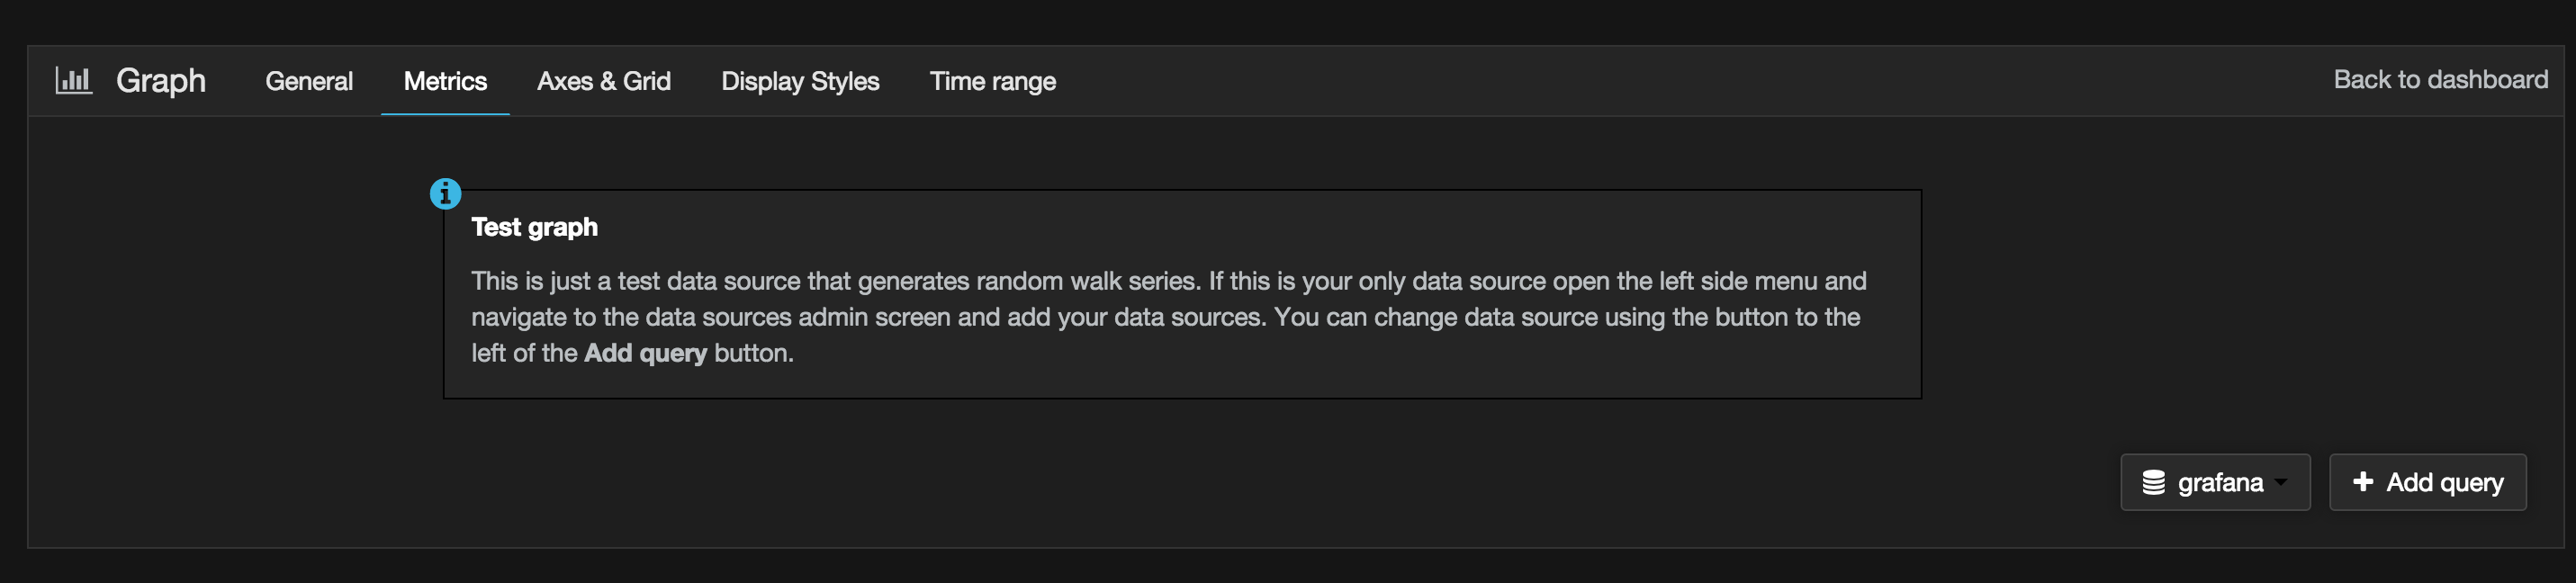 Graph General Metrics Axes & Grid Display Styles Time range Back to dashboard
Test graph
This is just a test data source that generates random walk series. If this is your only data source open the left side menu and
navigate to the data sources admin screen and add your data sources. You can change data source using the button to the
left of the Add query button.
grafana Add query